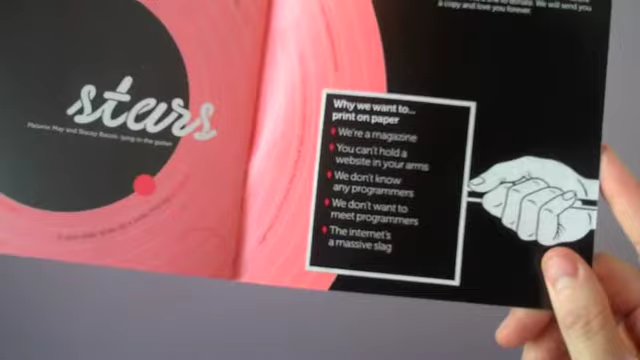 a copy and love you forever.
stars
Why we want to...
print on paper
We're a magazine
You can't hold a
website in your arms
We don't know
any programmers
We don't want to
meet programmers
The internet's
a massive slag